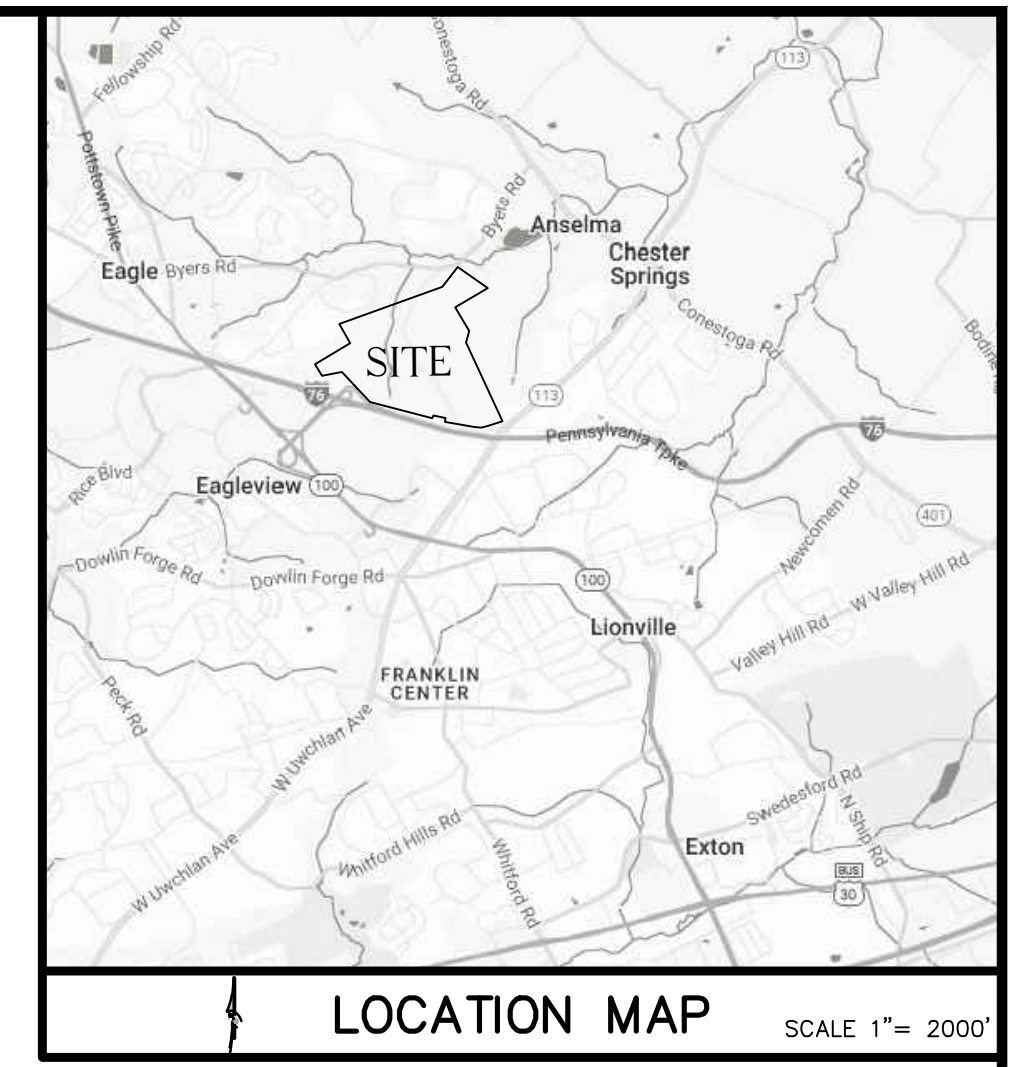 Fellowship Rd
onestoga Rd
113
Pottstown Pike
Byers Rd
Anselma
Chester
Springs
Eagle
Byers Rd
Conestoga Rd
Bodine
SITE
76
113
Pennsylvania Tpke
76
Rice Blvd
Eagleview
100
401
Newcomen Rd
Dowlin Forge Rd
Dowlin Forge Rd
100
W Valley Hill Rd
Lionville
Valley Hill Rd
FRANKLIN
CENTER
Peck Rd
W Uwchlan Ave
Swedesford Rd
N Ship Rd
Whitford Hills Rd
Whitford Rd
Exton
W Uwchlan Ave
BUS
30
LOCATION MAP
SCALE 1"= 2000'